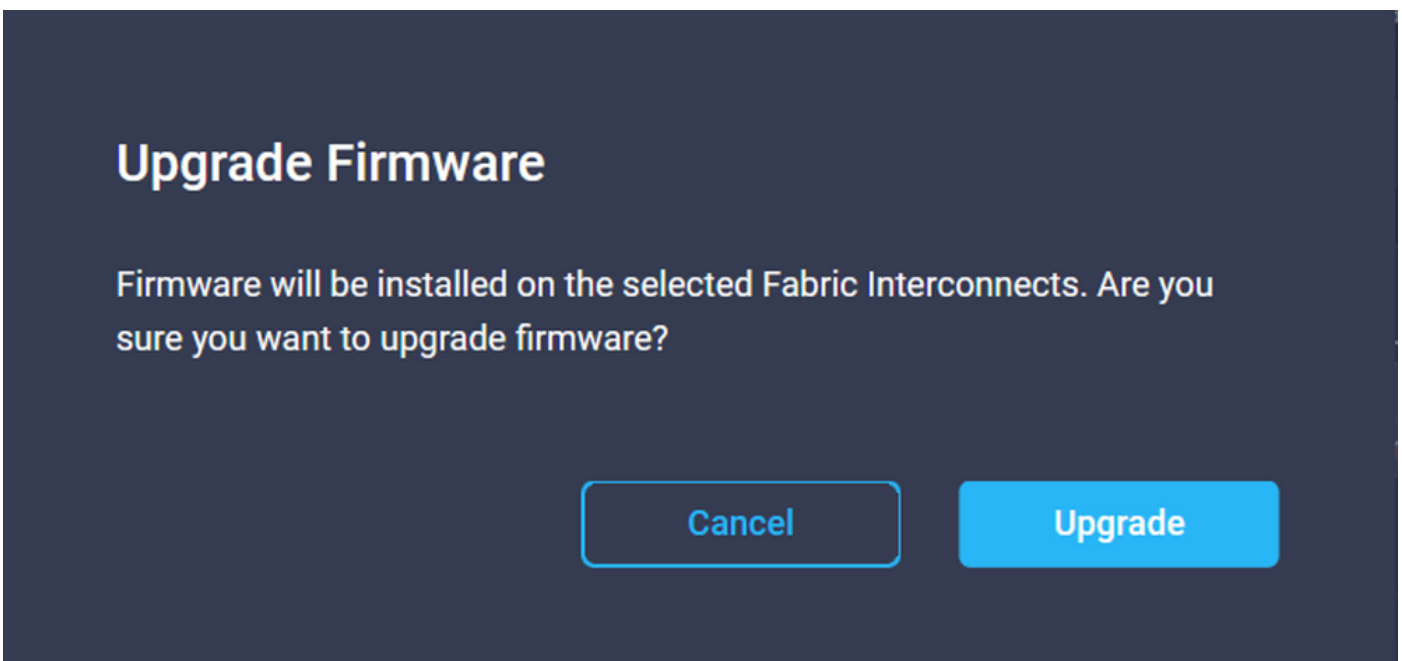 Upgrade Firmware
Firmware will be installed on the selected Fabric Interconnects. Are you
sure you want to upgrade firmware?
Cancel
Upgrade